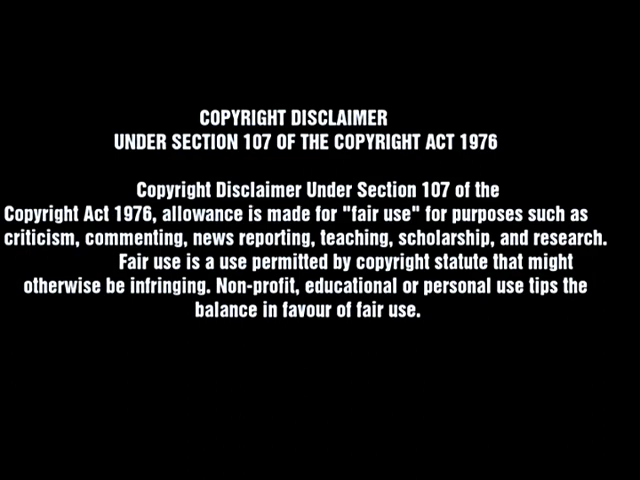 COPYRIGHT DISCLAIMER
UNDER SECTION 107 OF THE COPYRIGHT ACT 1976
Copyright Disclaimer Under Section 107 of the
Copyright Act 1976, allowance is made for "fair use" for purposes such as
criticism, commenting, news reporting, teaching, scholarship, and research.
Fair use is a use permitted by copyright statute that might
otherwise be infringing. Non-profit, educational or personal use tips the
balance in favour of fair use.